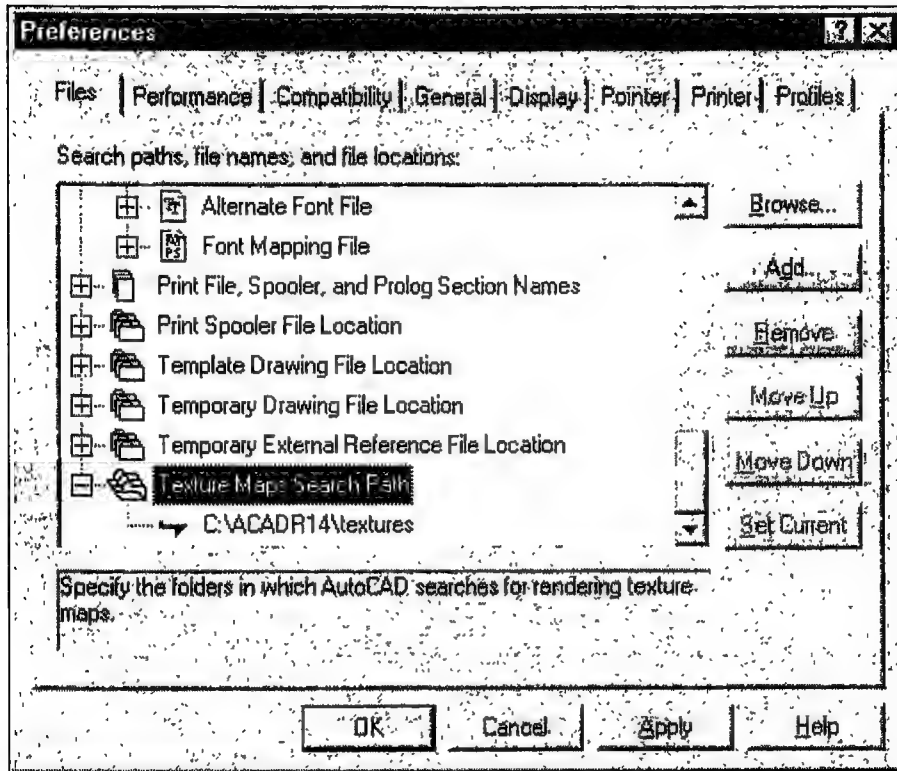 Preferences
Files Performance Compatibility General Display Pointer Printer Profiles
Search paths, file names, and file locations:
Alternate Font File
Font Mapping File
Print File, Spooler, and Prolog Section Names
Print Spooler File Location
Template Drawing File Location
Temporary Drawing File Location
Temporary External Reference File Location
Texture Maps Search Path
C:\ACADR14\textures
Browse...
Add...
Remove
Move Up
Move Down
Set Current
Specify the folders in which AutoCAD searches for rendering texture
maps.
OK Cancel Apply Help